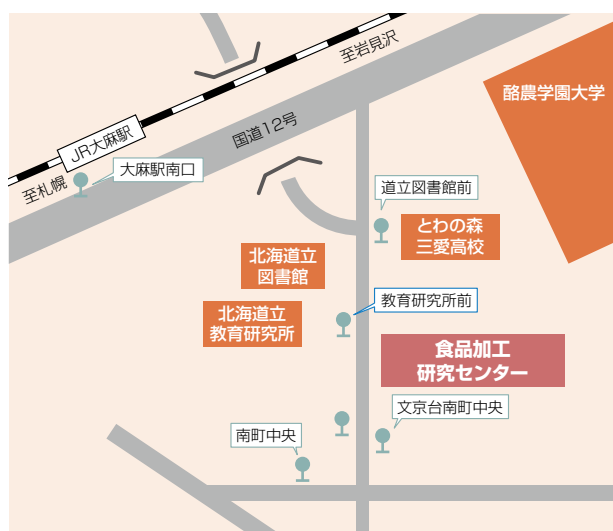 至岩見沢
酪農学園大学
国道12号
JR大麻駅
大麻駅南口
至札幌
道立図書館前
とわの森
三愛高校
北海道立
図書館
教育研究所前
北海道立
教育研究所
食品加工
研究センター
文京台南町中央
南町中央